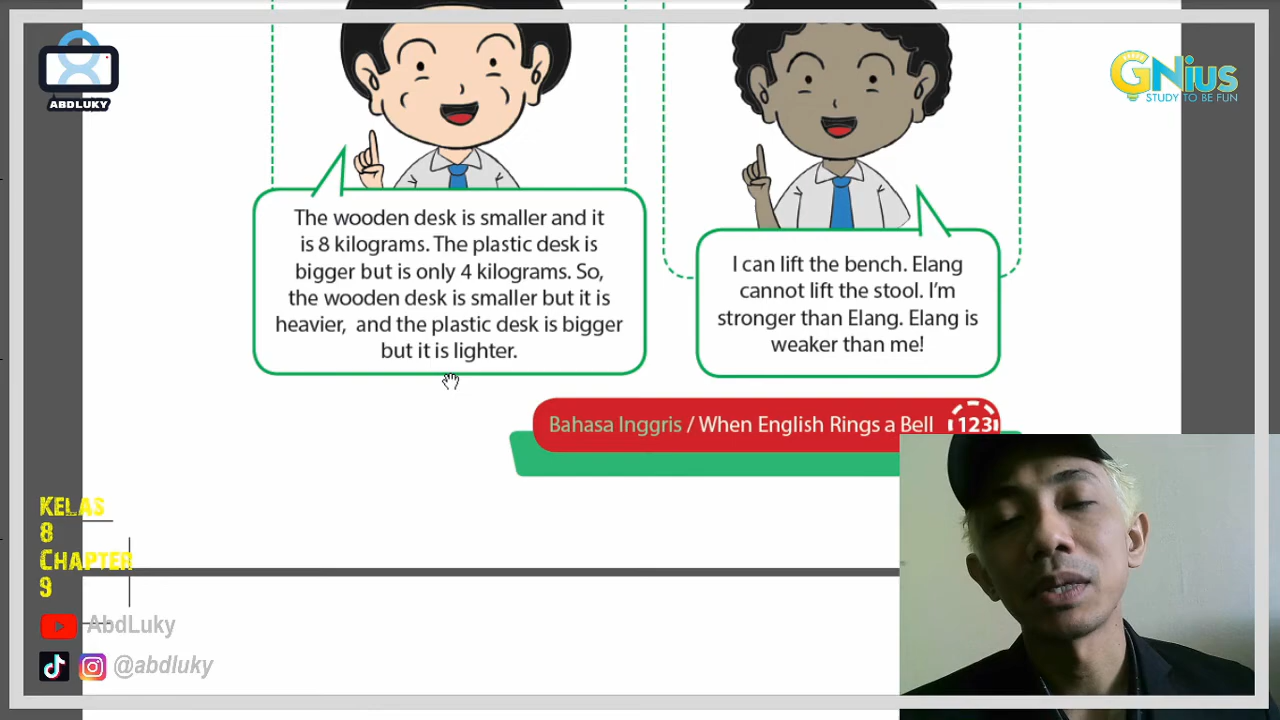 ABDLUKY
GNius
STUDY TO BE FUN
The wooden desk is smaller and it
is 8 kilograms. The plastic desk is
bigger but is only 4 kilograms. So,
the wooden desk is smaller but it is
heavier, and the plastic desk is bigger
but it is lighter.
I can lift the bench. Elang
cannot lift the stool. I'm
stronger than Elang. Elang is
weaker than me!
Bahasa Inggris / When English Rings a Bell 123
KELAS
8
CHAPTER
9
AbdLuky
@abdluky